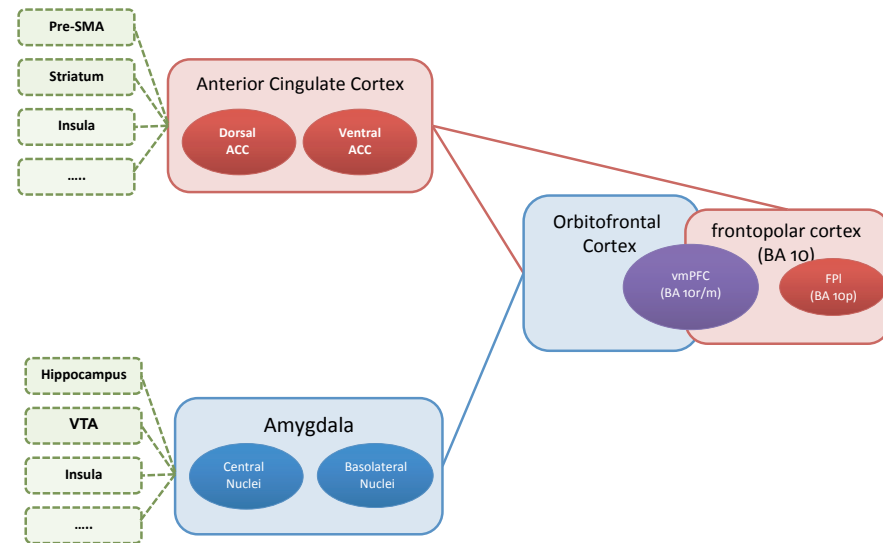 Pre-SMA
Striatum
Insula
…..
Anterior Cingulate Cortex
Dorsal
ACC
Ventral
ACC
Orbitofrontal
Cortex
frontopolar cortex
(BA 10)
vmPFC
(BA 10r/m)
FPl
(BA 10p)
Hippocampus
VTA
Insula
…..
Amygdala
Central
Nuclei
Basolateral
Nuclei